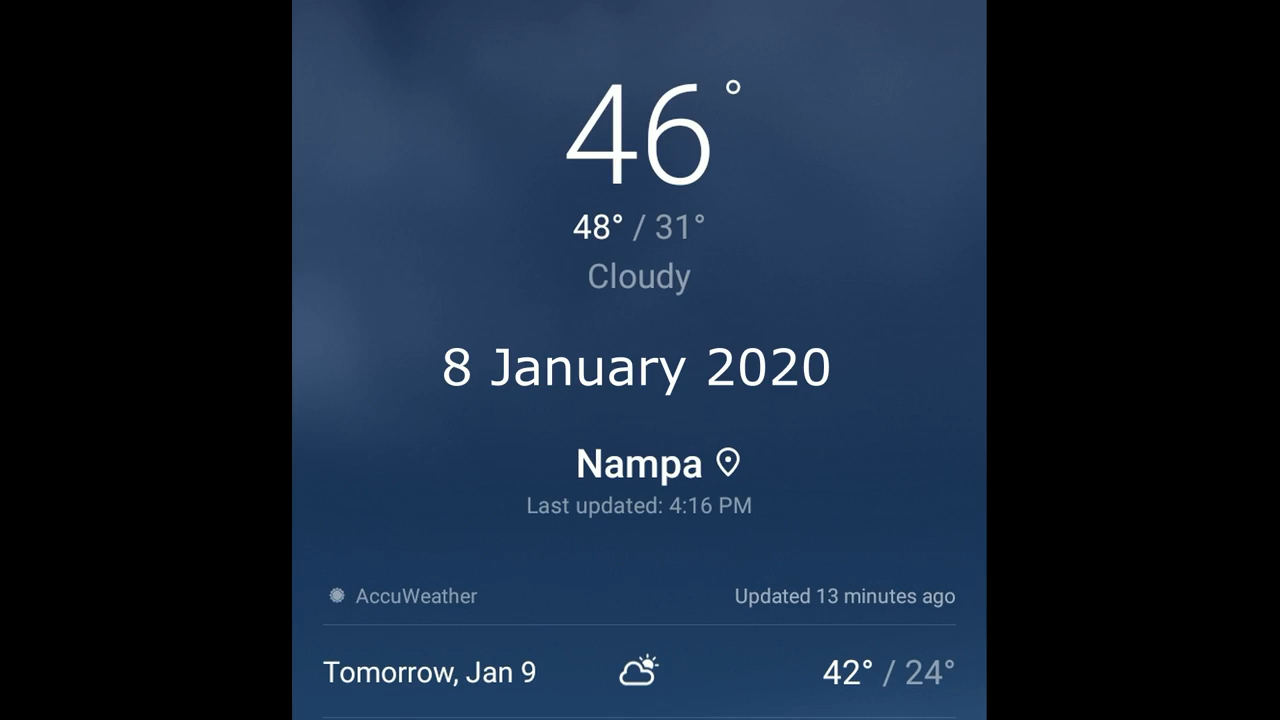 46°
48° / 31°
Cloudy
8 January 2020
Nampa
Last updated: 4:16 PM
AccuWeather Updated 13 minutes ago
Tomorrow, Jan 9 42° / 24°